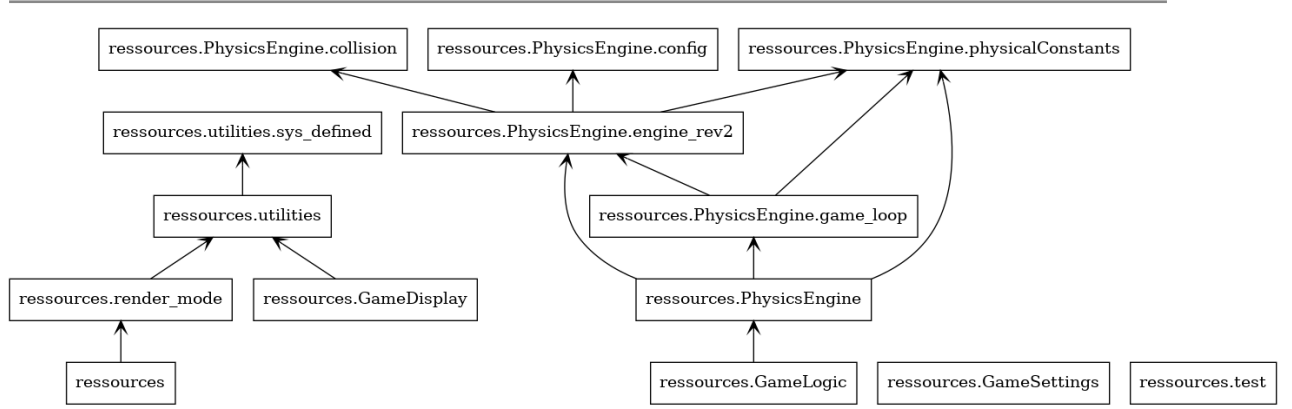 ressources.PhysicsEngine.collision
ressources.PhysicsEngine.config
ressources.PhysicsEngine.physicalConstants
ressources.utilities.sys_defined
ressources.PhysicsEngine.engine_rev2
ressources.utilities
ressources.PhysicsEngine.game_loop
ressources.render_mode
ressources.GameDisplay
ressources.PhysicsEngine
ressources
ressources.GameLogic
ressources.GameSettings
ressources.test